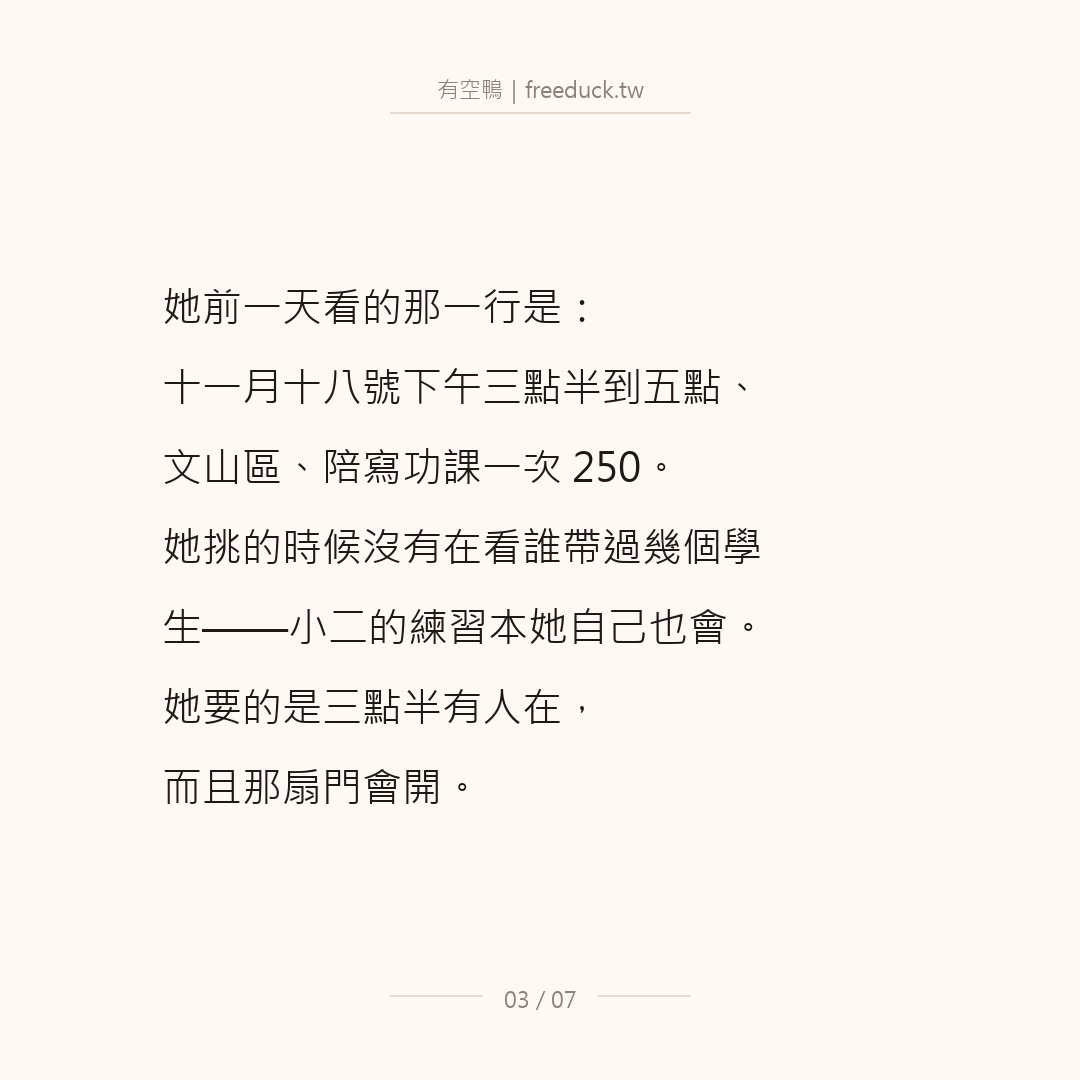 有空鴨 | freeduck.tw
她前一天看的那一行是：
十一月十八號下午三點半到五點、
文山區、陪寫功課一次 250。
她挑的時候沒有在看誰帶過幾個學
生——小二的練習本她自己也會。
她要的是三點半有人在，
而且那扇門會開。
03 / 07